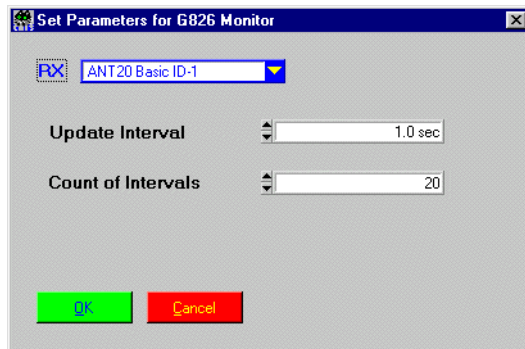 Set Parameters for G826 Monitor
RX ANT20 Basic ID-1
Update Interval 1.0 sec
Count of Intervals 20
OK Cancel